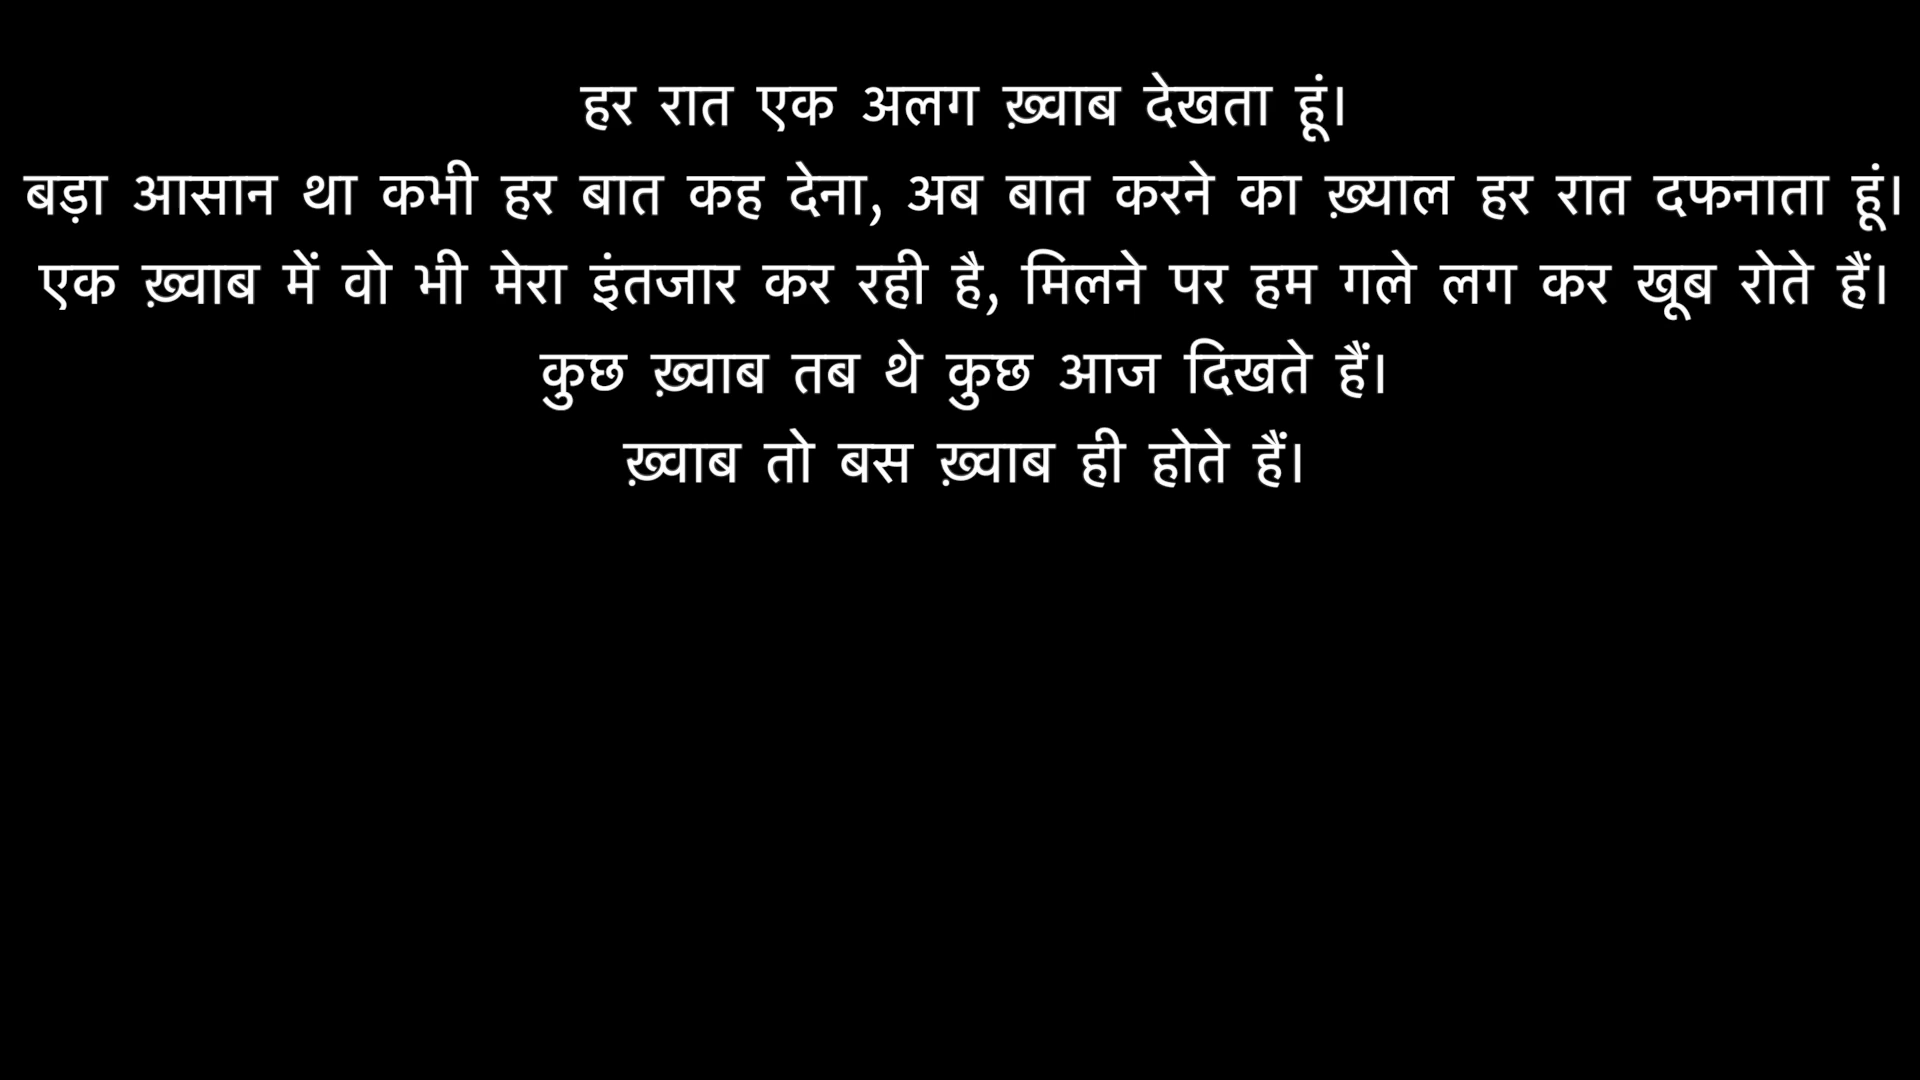 हर रात एक अलग ख़्वाब देखता हूं।
बड़ा आसान था कभी हर बात कह देना, अब बात करने का ख़्याल हर रात दफनाता हूं।
एक ख़्वाब में वो भी मेरा इंतजार कर रही है, मिलने पर हम गले लग कर खूब रोते हैं।
कुछ ख़्वाब तब थे कुछ आज दिखते हैं।
ख़्वाब तो बस ख़्वाब ही होते हैं।